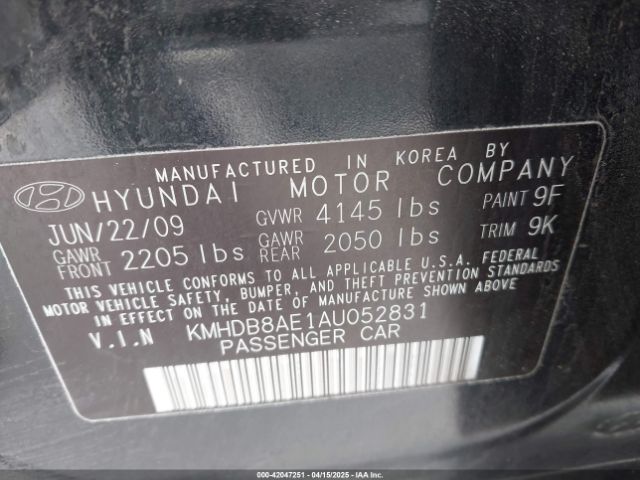 MANUFACTURED IN KOREA BY
HYUNDAI MOTOR COMPANY
JUN/22/09 GVWR 4145 lbs PAINT 9F
GAWR FRONT 2205 lbs GAWR REAR 2050 lbs TRIM 9K
THIS VEHICLE CONFORMS TO ALL APPLICABLE U.S.A. FEDERAL
MOTOR VEHICLE SAFETY, BUMPER, AND THEFT PREVENTION STANDARDS
IN EFFECT ON THE DATE OF MANUFACTURE SHOWN ABOVE
V.I.N KMHDB8AE1AU052831
PASSENGER CAR
000-42047251 - 04/15/2025 - IAAI.COM